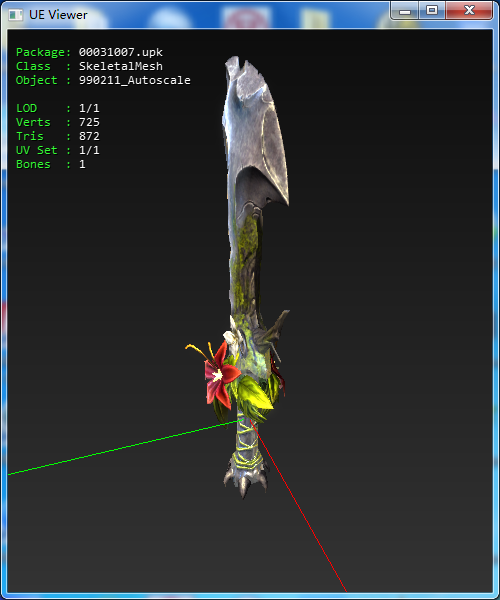 UE Viewer
Package: 00031007.upk
Class  : SkeletalMesh
Object : 990211_Autoscale
LOD    : 1/1
Verts  : 725
Tris   : 872
UV Set : 1/1
Bones  : 1